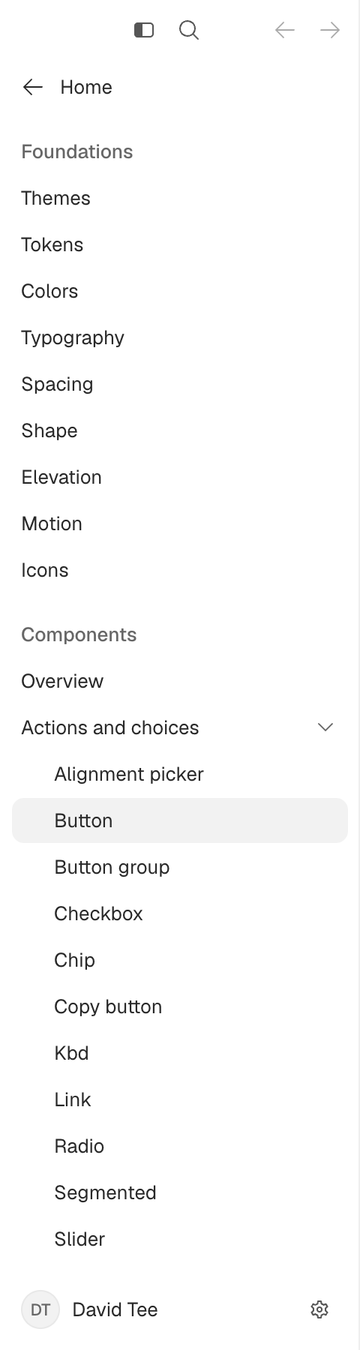 Home
Foundations
Themes
Tokens
Colors
Typography
Spacing
Shape
Elevation
Motion
Icons
Components
Overview
Actions and choices
Alignment picker
Button
Button group
Checkbox
Chip
Copy button
Kbd
Link
Radio
Segmented
Slider
DT David Tee